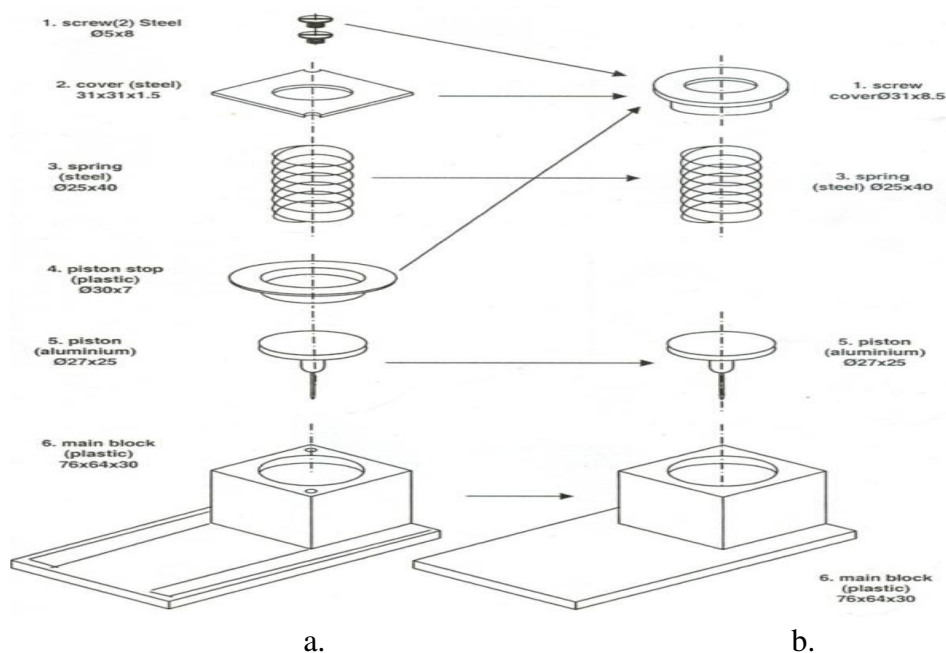 1. screw(2) Steel
Ø5x8
2. cover (steel)
31x31x1.5
3. spring
(steel)
Ø25x40
4. piston stop
(plastic)
Ø30x7
5. piston
(aluminium)
Ø27x25
6. main block
(plastic)
76x64x30
a.
1. screw
coverØ31x8.5
3. spring
(steel) Ø25x40
5. piston
(aluminium)
Ø27x25
6. main block
(plastic)
76x64x30
b.